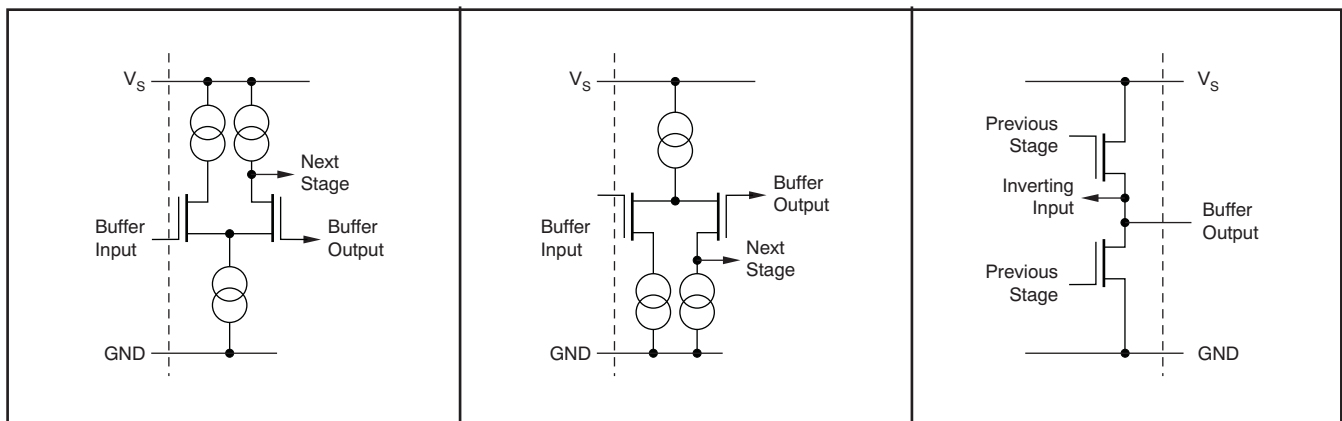 V_S
Next
Stage
Buffer
Input
Buffer
Output
GND
V_S
Buffer
Output
Buffer
Input
Next
Stage
GND
V_S
Previous
Stage
Inverting
Input
Buffer
Output
Previous
Stage
GND